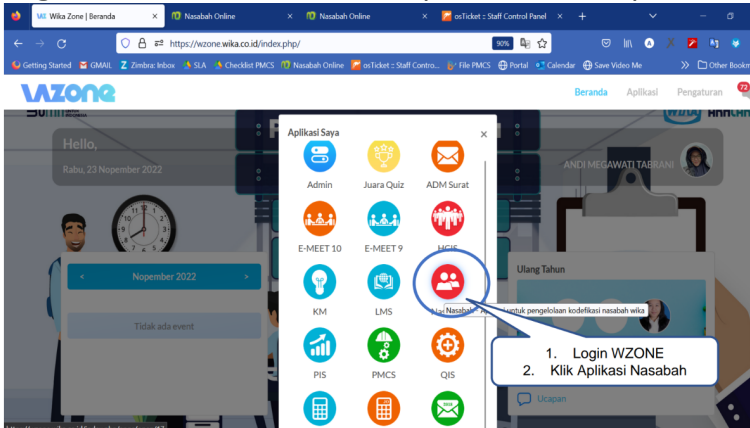 Wika Zone | Beranda
Nasabah Online
Nasabah Online
osTicket :: Staff Control Panel
https://wzone.wika.co.id/index.php/
90%
Getting Started
GMAIL
Zimbra: Inbox
SLA
Checklist PMCS
Nasabah Online
osTicket :: Staff Contro...
File PMCS
Portal
Calendar
Save Video Me
Other Bookm
WZONE
Beranda
Aplikasi
Pengaturan
72
Hello,
Rabu, 23 Nopember 2022
ANDI MEGAWATI TABRANI
Aplikasi Saya
x
Admin
Juara Quiz
ADM Surat
E-MEET 10
E-MEET 9
HCIS
KM
LMS
Nasabah - Aplikasi untuk pengelolaan kodefikasi nasabah wika
PIS
PMCS
QIS
< Nopember 2022 >
Tidak ada event
Ulang Tahun
Ucapan
1. Login WZONE
2. Klik Aplikasi Nasabah